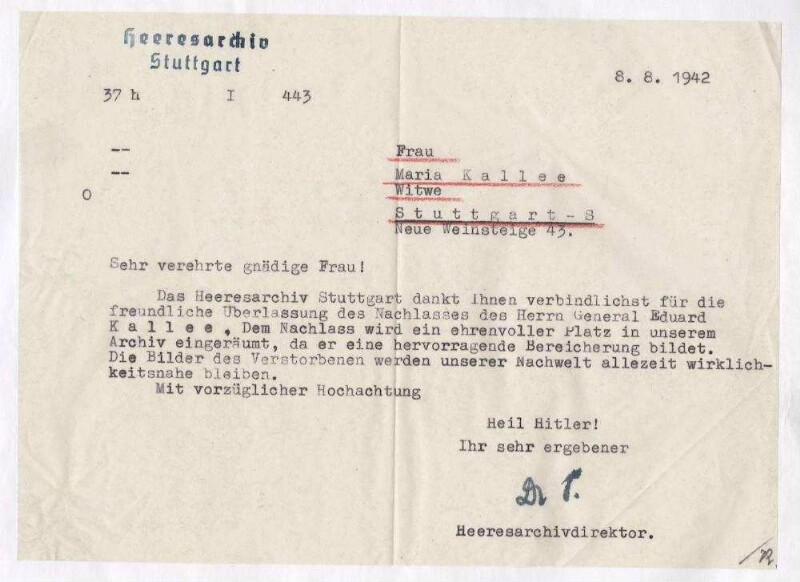 Heeresarchiv
Stuttgart
8. 8. 1942
37 h I 443
--
--
O
Frau
Maria Kallee
Witwe
Stuttgart-S
Neue Weinsteige 43.
Sehr verehrte gnädige Frau!
Das Heeresarchiv Stuttgart dankt Ihnen verbindlichst für die
freundliche Überlassung des Nachlasses des Herrn General Eduard
Kallee. Dem Nachlass wird ein ehrenvoller Platz in unserem
Archiv eingeräumt, da er eine hervorragende Bereicherung bildet.
Die Bilder des Verstorbenen werden unserer Nachwelt allezeit wirklich-
keitsnahe bleiben.
Mit vorzüglicher Hochachtung
Heil Hitler!
Ihr sehr ergebener
Dr
Heeresarchivdirektor.